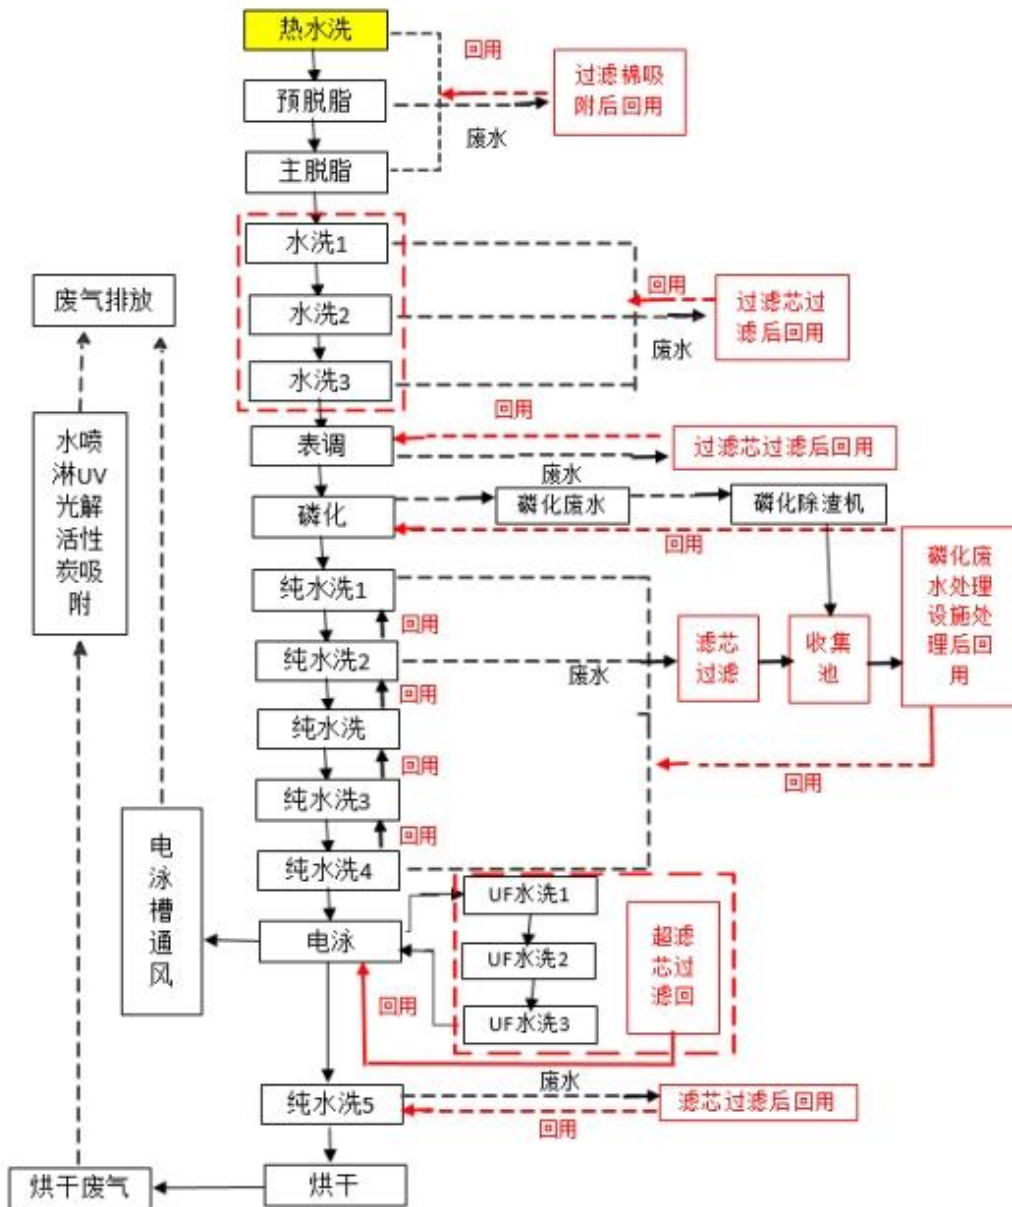 热水洗
回用
过滤棉吸
附后回用
预脱脂
废水
主脱脂
水洗1
废气排放
回用
过滤芯过
滤后回用
水洗2
废水
水洗3
回用
水喷
淋UV
光解
活性
炭吸
附
表调
过滤芯过滤后回用
废水
磷化
磷化废水
磷化除渣机
回用
磷化废
水处理
设施处
理后回
用
纯水洗1
回用
纯水洗2
滤芯
过滤
收集
池
废水
回用
纯水洗
回用
回用
纯水洗3
回用
电
泳
槽
通
风
纯水洗4
UF水洗1
电泳
超滤
芯过
滤回
UF水洗2
回用
UF水洗3
废水
纯水洗5
滤芯过滤后回用
回用
烘干废气
烘干